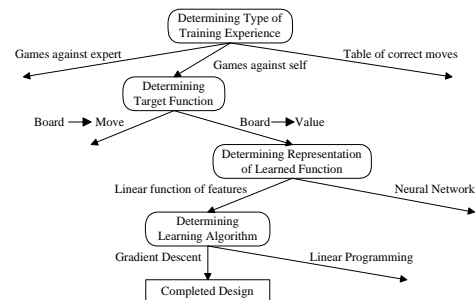 Determining Type of
Training Experience
Games against expert
Table of correct moves
Games against self
Determining
Target Function
Board Move
Board Value
Determining Representation
of Learned Function
Linear function of features
Neural Network
Determining
Learning Algorithm
Gradient Descent
Linear Programming
Completed Design